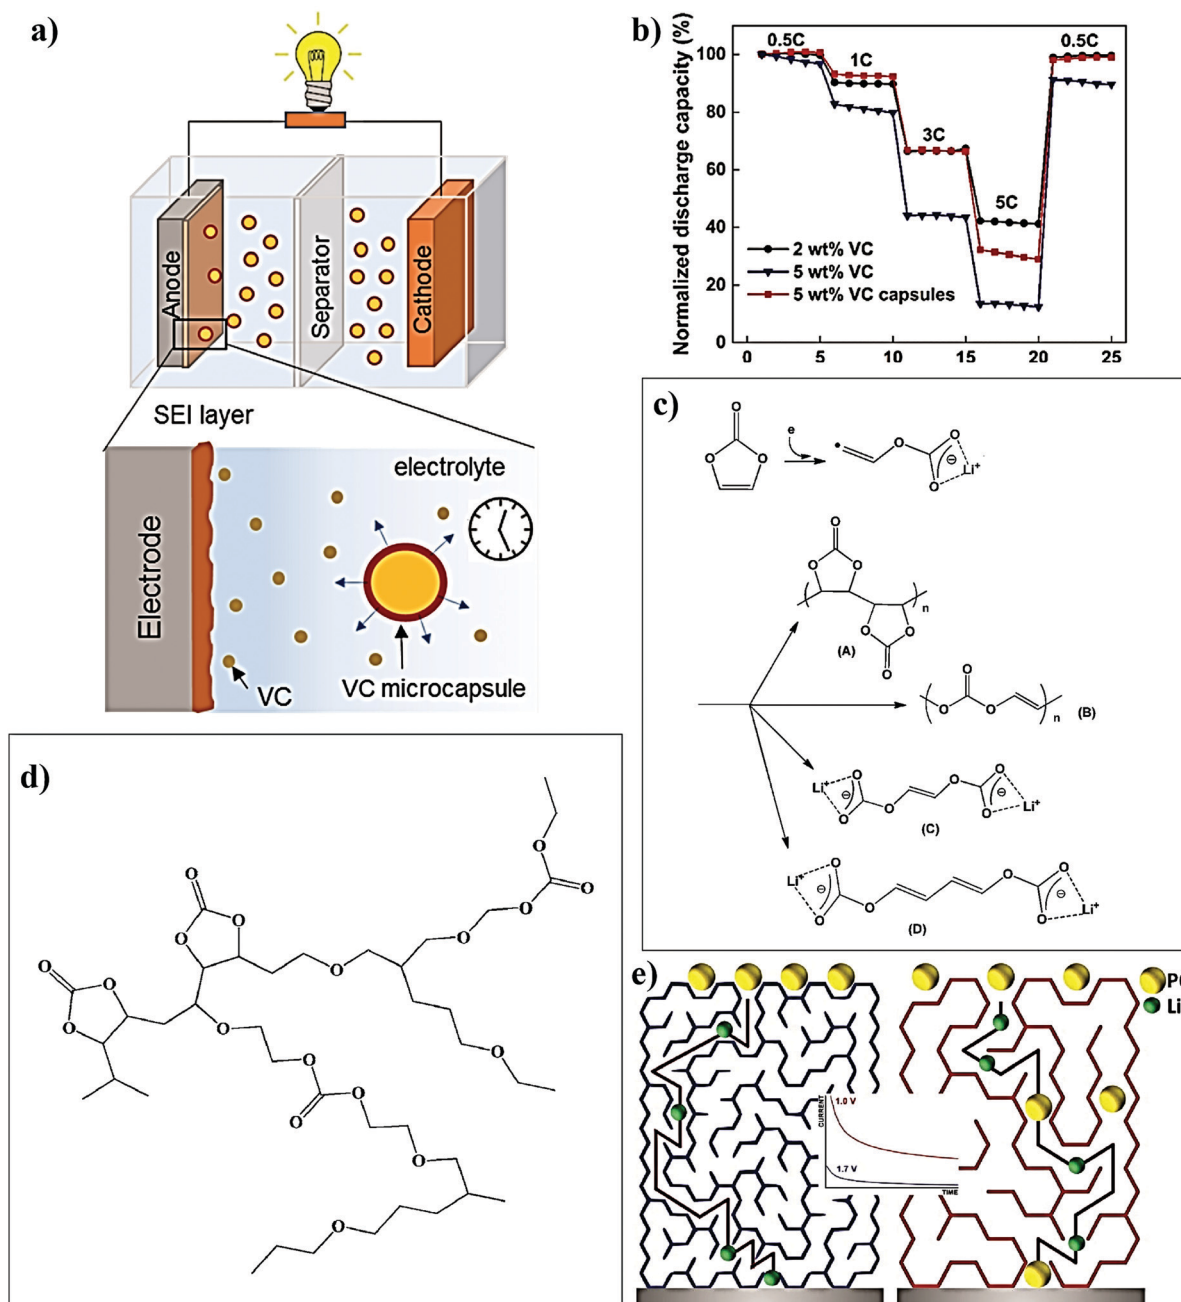 a)
Anode
Separator
Cathode
SEI layer
electrolyte
Electrode
VC
VC microcapsule
b)
Normalized discharge capacity (%)
100
80
60
40
20
0
0.5C
1C
3C
5C
0.5C
2 wt% VC
5 wt% VC
5 wt% VC capsules
0 5 10 15 20 25
c)
O
O O
e
O O
⊖
O Li⁺
O
O O
( ) n
O O
(A)
O
O
( O O ) n
(B)
Li⁺ O O O
⊖ ⊖
O O O Li⁺
(C)
Li⁺ O O O
⊖ ⊖
O O O Li⁺
(D)
d)
O
O O
O O
O O
O O
O
O
O O
O
O
O O
O
O
O
e)
CURRENT
1.0 V
1.7 V
TIME
Li